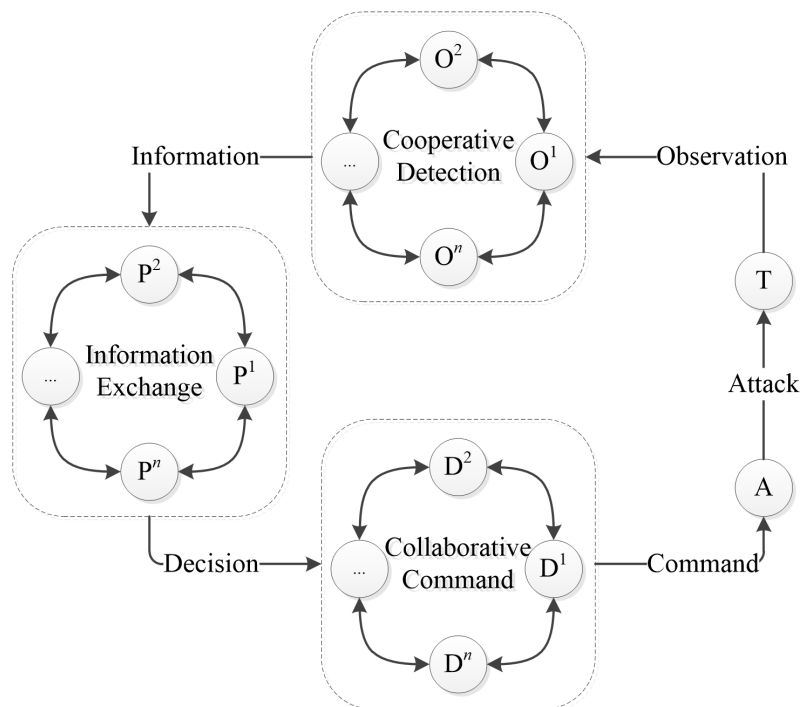 O²
Information
...
Cooperative
Detection
O¹
Observation
Oⁿ
P²
T
...
Information
Exchange
P¹
Attack
Pⁿ
D²
A
Decision
...
Collaborative
Command
D¹
Command
Dⁿ